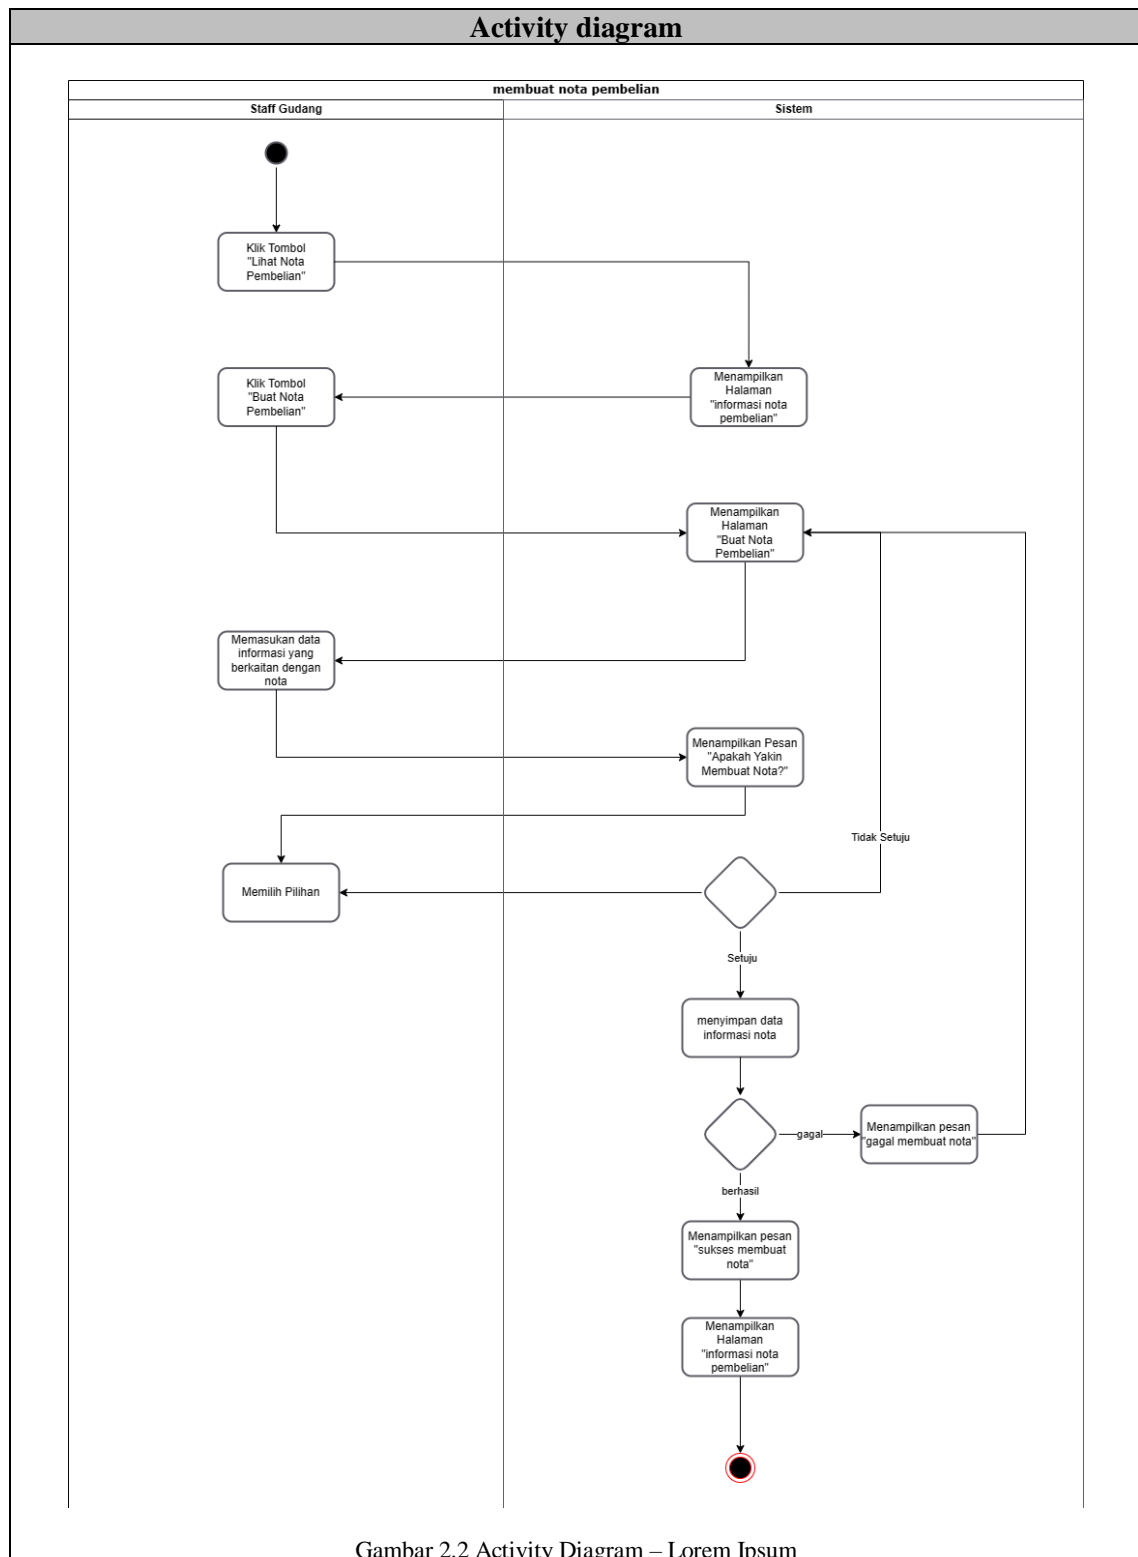 Activity diagram
membuat nota pembelian
Staff Gudang
Sistem
Klik Tombol
"Lihat Nota
Pembelian"
Klik Tombol
"Buat Nota
Pembelian"
Menampilkan
Halaman
"informasi nota
pembelian"
Menampilkan
Halaman
"Buat Nota
Pembelian"
Memasukan data
informasi yang
berkaitan dengan
nota
Menampilkan Pesan
"Apakah Yakin
Membuat Nota?"
Tidak Setuju
Memilih Pilihan
Setuju
menyimpan data
informasi nota
gagal
Menampilkan pesan
"gagal membuat nota"
berhasil
Menampilkan pesan
"sukses membuat
nota"
Menampilkan
Halaman
"informasi nota
pembelian"
Gambar 2.2 Activity Diagram – Lorem Ipsum